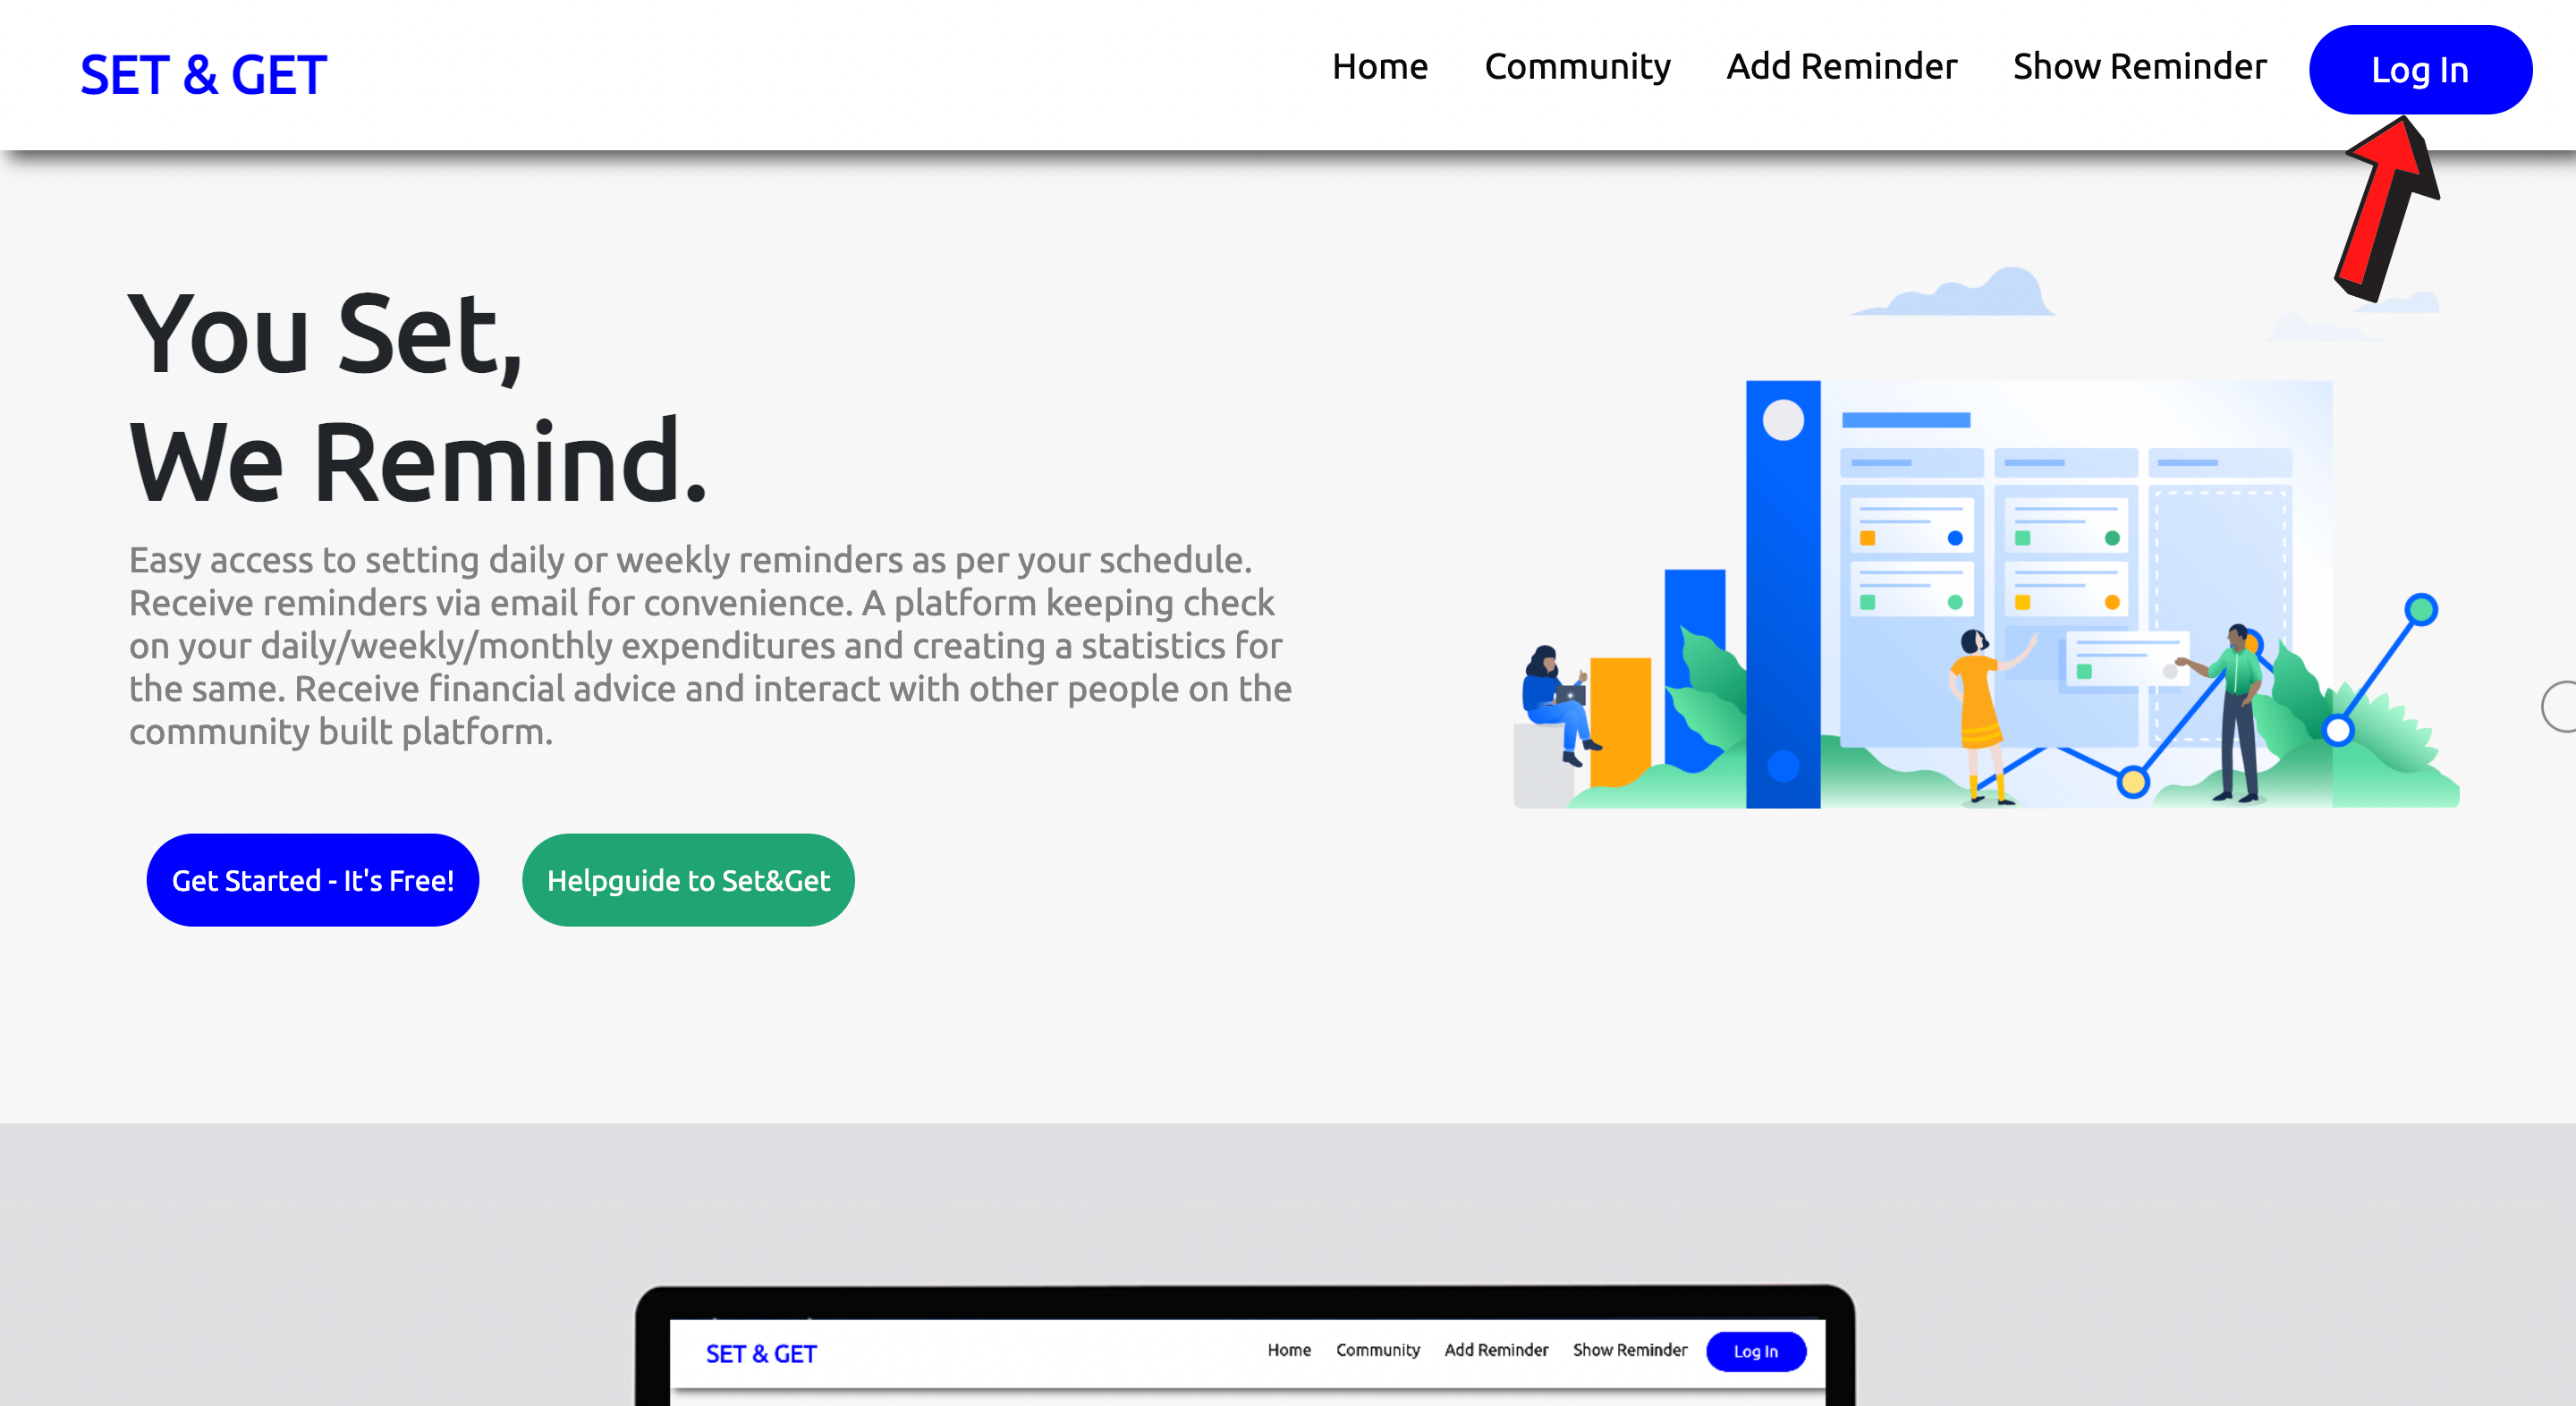 SET & GET
Home Community Add Reminder Show Reminder Log In
You Set,
We Remind.
Easy access to setting daily or weekly reminders as per your schedule.
Receive reminders via email for convenience. A platform keeping check
on your daily/weekly/monthly expenditures and creating a statistics for
the same. Receive financial advice and interact with other people on the
community built platform.
Get Started - It's Free! Helpguide to Set&Get
SET & GET Home Community Add Reminder Show Reminder Log In